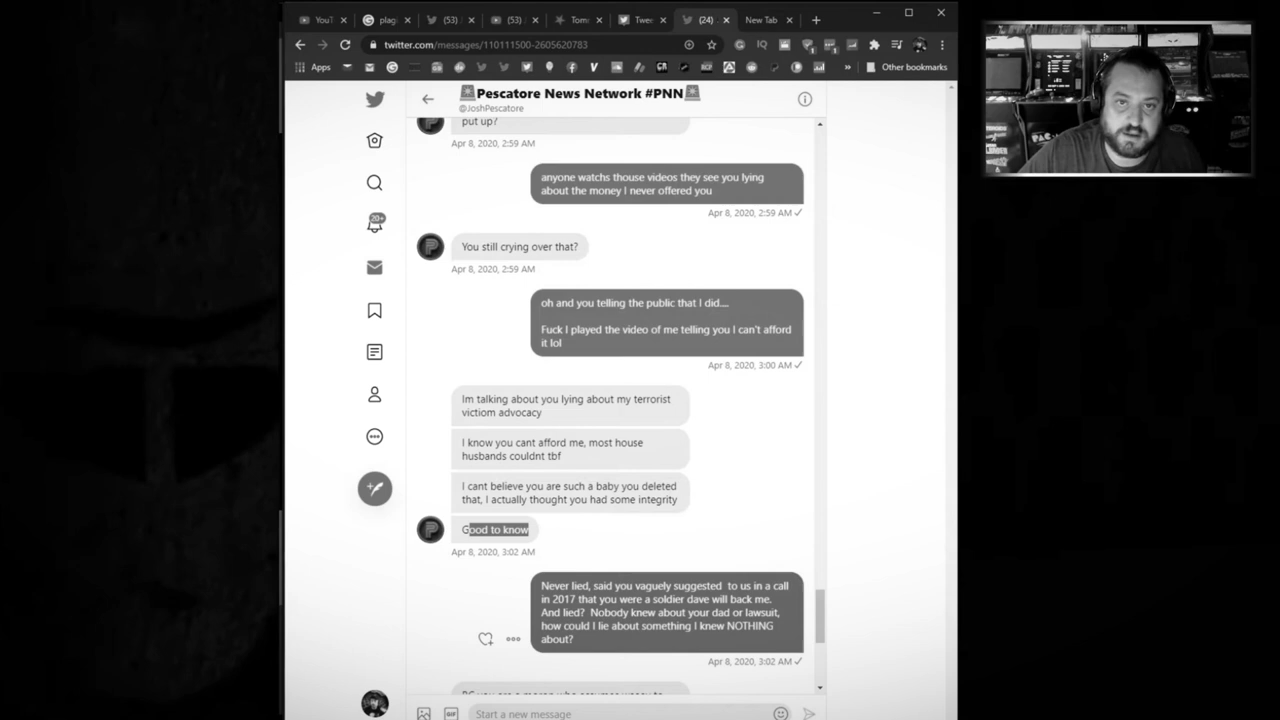 YouT
plag
(53)
(53)
Toms
Twee
(24)
New Tab
twitter.com/messages/110111500-2605620783
Apps
Other bookmarks
Pescatore News Network #PNN
@JoshPescatore
put up?
Apr 8, 2020, 2:59 AM
anyone watchs thouse videos they see you lying
about the money I never offered you
Apr 8, 2020, 2:59 AM
You still crying over that?
Apr 8, 2020, 2:59 AM
oh and you telling the public that I did....
Fuck I played the video of me telling you I can't afford
it lol
Apr 8, 2020, 3:00 AM
Im talking about you lying about my terrorist
victiom advocacy
I know you cant afford me, most house
husbands couldnt tbf
I cant believe you are such a baby you deleted
that, I actually thought you had some integrity
Good to know
Apr 8, 2020, 3:02 AM
Never lied, said you vaguely suggested to us in a call
in 2017 that you were a soldier dave will back me.
And lied? Nobody knew about your dad or lawsuit,
how could I lie about something I knew NOTHING
about?
Apr 8, 2020, 3:02 AM
20+
GIF
Start a new message